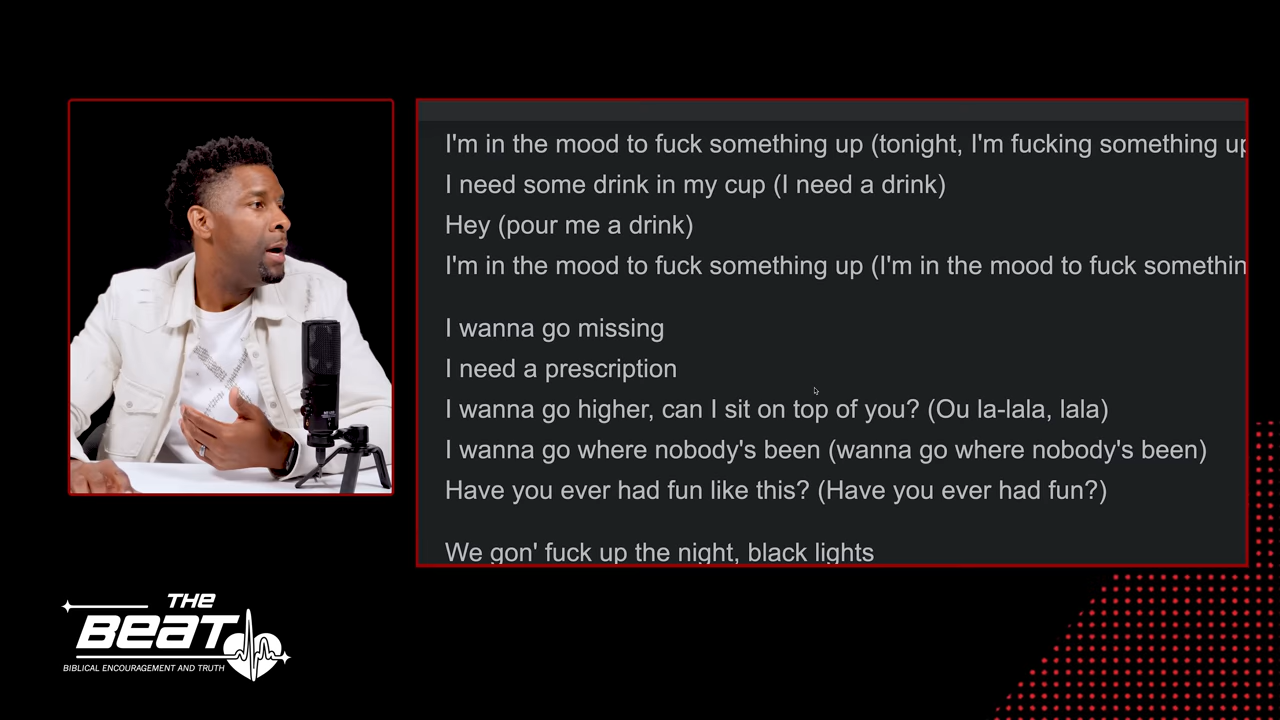 I'm in the mood to fuck something up (tonight, I'm fucking something up
I need some drink in my cup (I need a drink)
Hey (pour me a drink)
I'm in the mood to fuck something up (I'm in the mood to fuck somethin
I wanna go missing
I need a prescription
I wanna go higher, can I sit on top of you? (Ou la-lala, lala)
I wanna go where nobody's been (wanna go where nobody's been)
Have you ever had fun like this? (Have you ever had fun?)
We gon' fuck up the night, black lights
THE
BEAT
BIBLICAL ENCOURAGEMENT AND TRUTH